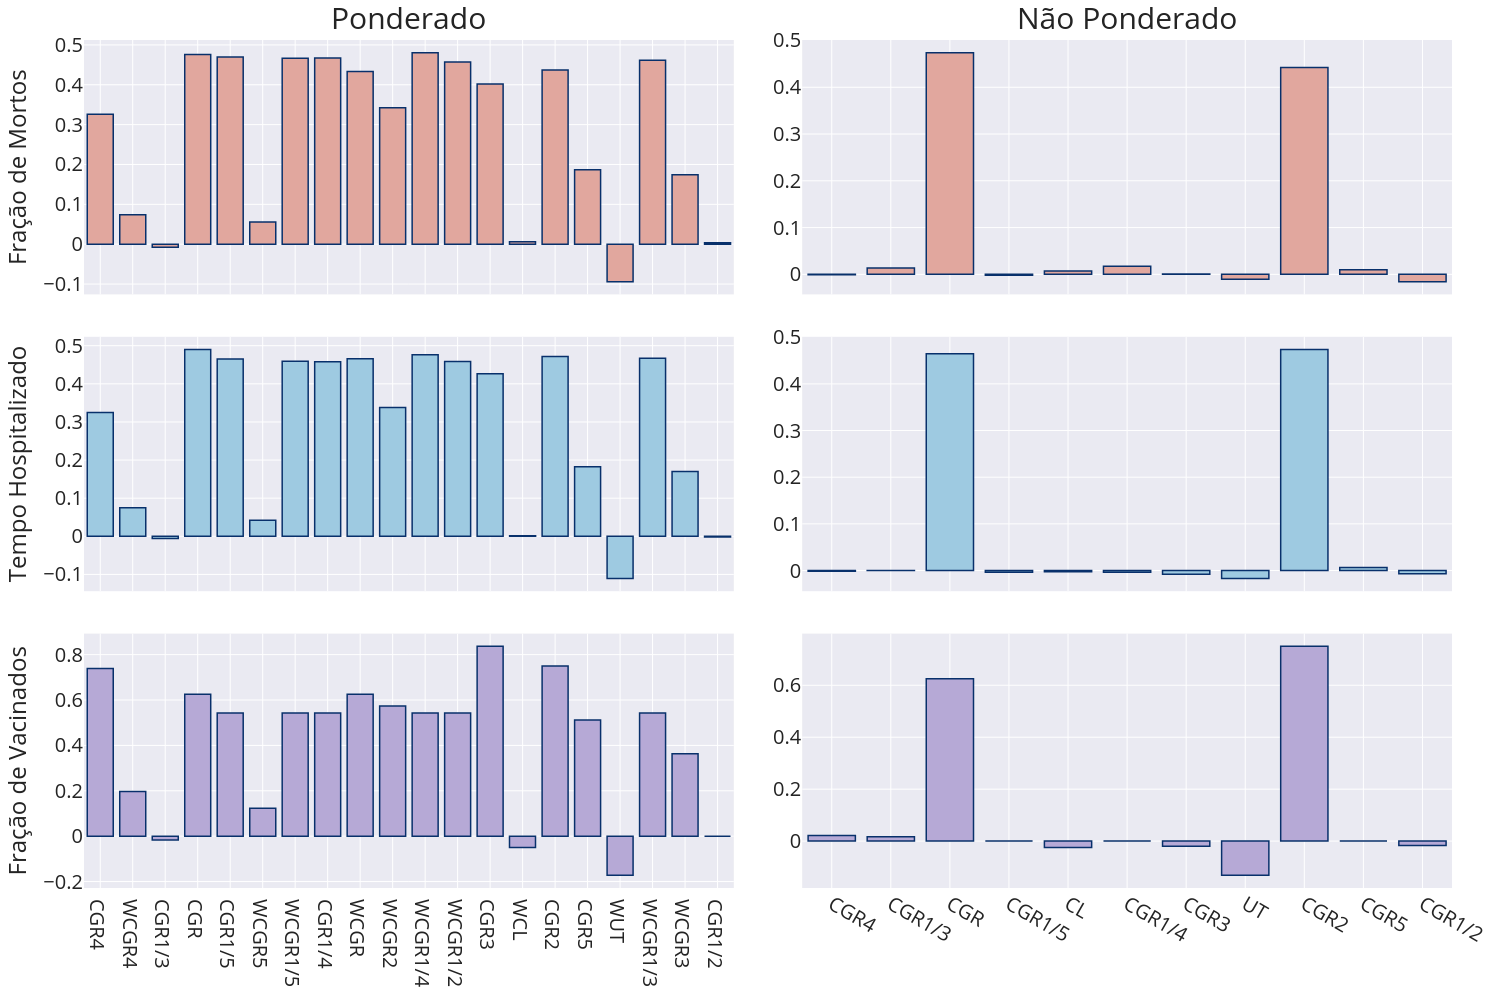 Ponderado
Não Ponderado
Fração de Mortos
0.5
0.4
0.3
0.2
0.1
0
−0.1
0.5
0.4
0.3
0.2
0.1
0
Tempo Hospitalizado
0.5
0.4
0.3
0.2
0.1
0
−0.1
0.5
0.4
0.3
0.2
0.1
0
Fração de Vacinados
0.8
0.6
0.4
0.2
0
−0.2
0.6
0.4
0.2
0
CGR4
WCGR4
CGR1/3
CGR
CGR1/5
WCGR5
WCGR1/5
CGR1/4
WCGR
WCGR2
WCGR1/4
WCGR1/2
CGR3
WCL
CGR2
CGR5
WUT
WCGR1/3
WCGR3
CGR1/2
CGR4
CGR1/3
CGR
CGR1/5
CL
CGR1/4
CGR3
UT
CGR2
CGR5
CGR1/2